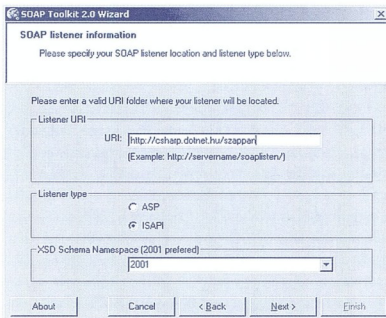 SOAP Toolkit 2.0 Wizard
SOAP listener information
Please specify your SOAP listener location and listener type below.
Please enter a valid URI folder where your listener will be located.
Listener URI
URI: http://csharp.dotnet.hu/szappan
(Example: http://servername/soaplisten/)
Listener type
ASP
ISAPI
XSD Schema Namespace (2001 prefered)
2001
About
Cancel
< Back
Next >
Finish